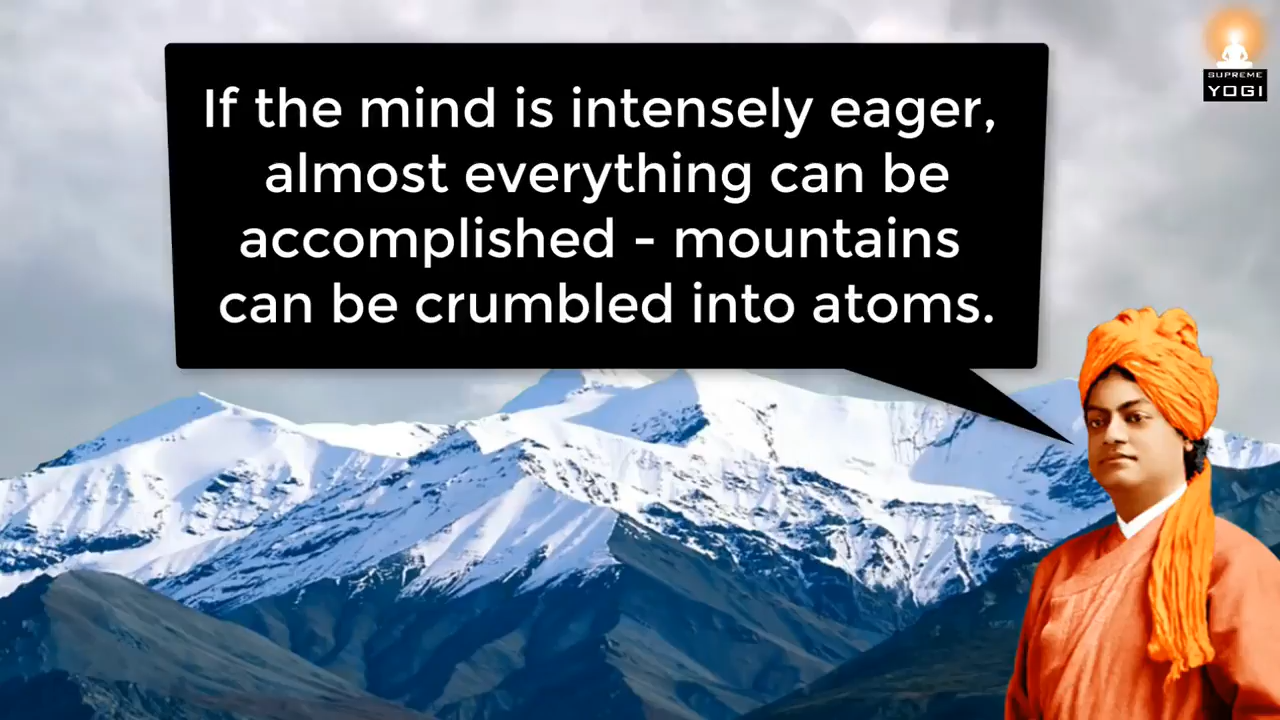 If the mind is intensely eager,
almost everything can be
accomplished - mountains
can be crumbled into atoms.
SUPREME
YOGI